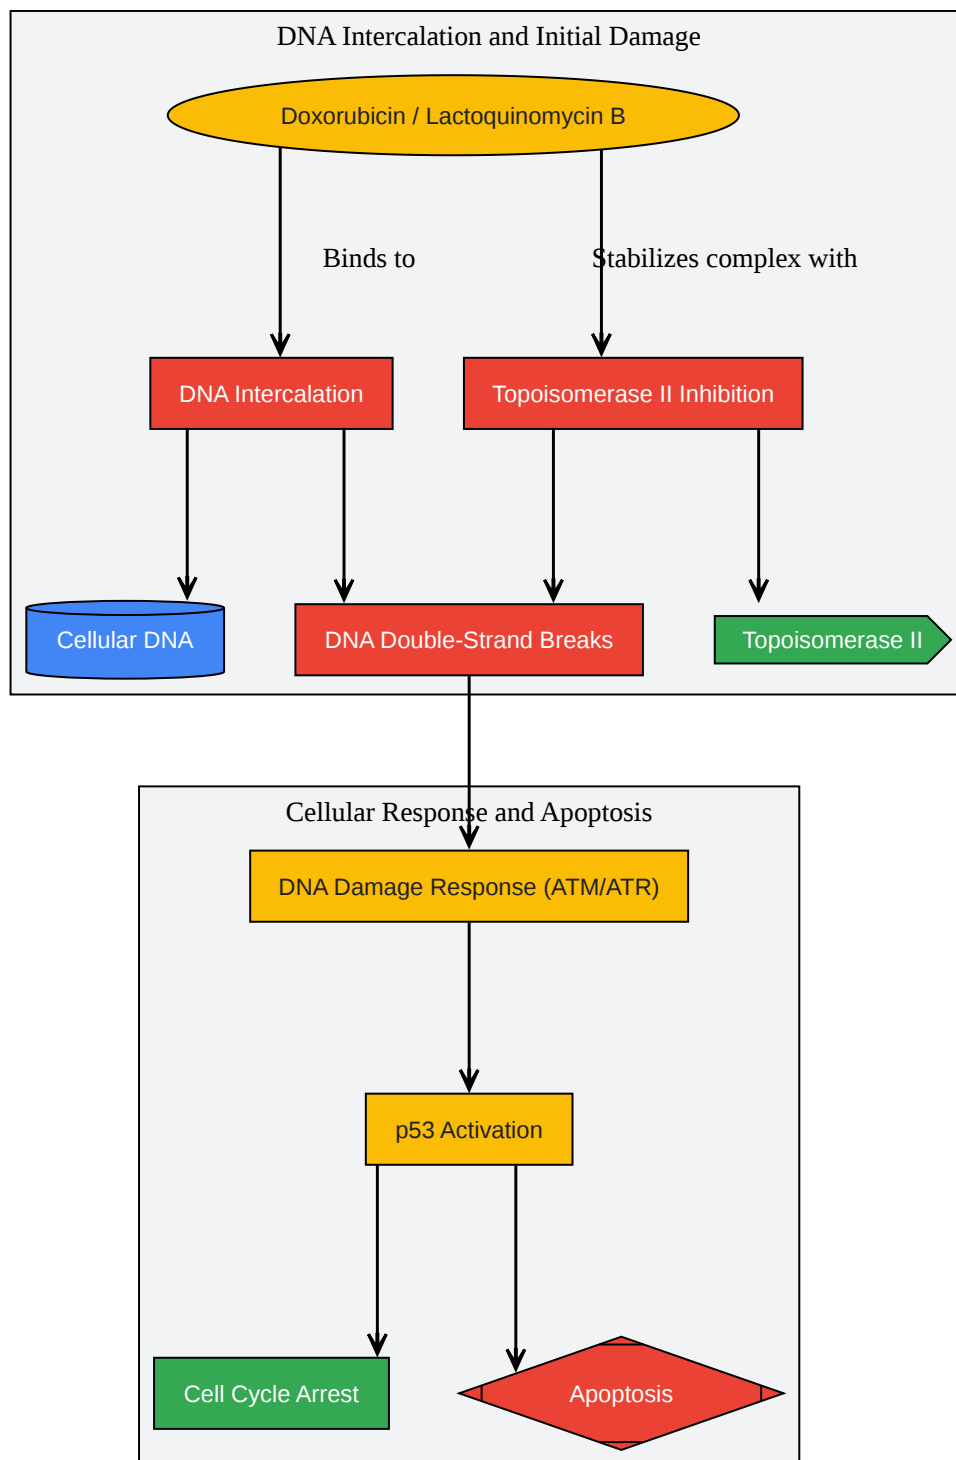 DNA Intercalation and Initial Damage
Doxorubicin / Lactoquinomycin B
Binds to
Stabilizes complex with
DNA Intercalation
Topoisomerase II Inhibition
Cellular DNA
DNA Double-Strand Breaks
Topoisomerase II
Cellular Response and Apoptosis
DNA Damage Response (ATM/ATR)
p53 Activation
Cell Cycle Arrest
Apoptosis